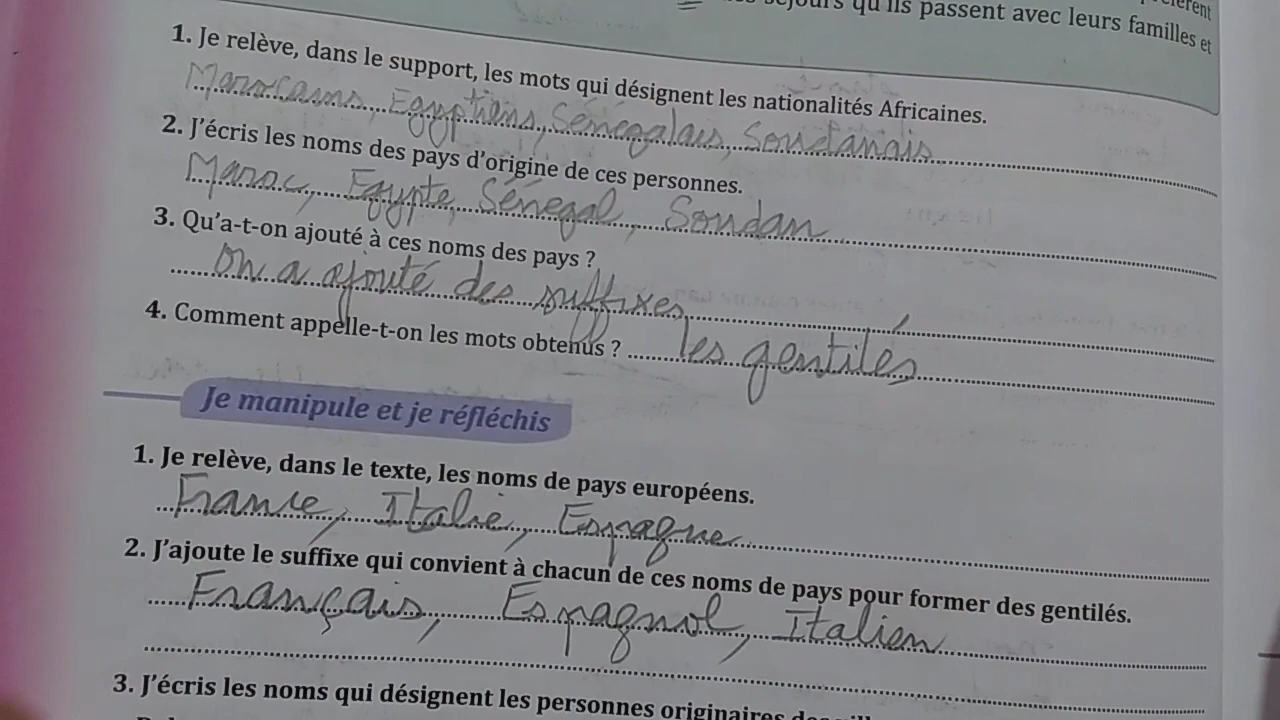 séjours qu'ils passent avec leurs familles et
1. Je relève, dans le support, les mots qui désignent les nationalités Africaines.
Marocains, Egyptiens, Sénégalais, Soudanais
2. J'écris les noms des pays d'origine de ces personnes.
Maroc, Egypte, Sénégal, Soudan
3. Qu'a-t-on ajouté à ces noms des pays ?
on a ajouté des suffixes
4. Comment appelle-t-on les mots obtenus ? les gentilés
Je manipule et je réfléchis
1. Je relève, dans le texte, les noms de pays européens.
France, Italie, Espagne
2. J'ajoute le suffixe qui convient à chacun de ces noms de pays pour former des gentilés.
Français, Espagnol, Italien
3. J'écris les noms qui désignent les personnes originaires